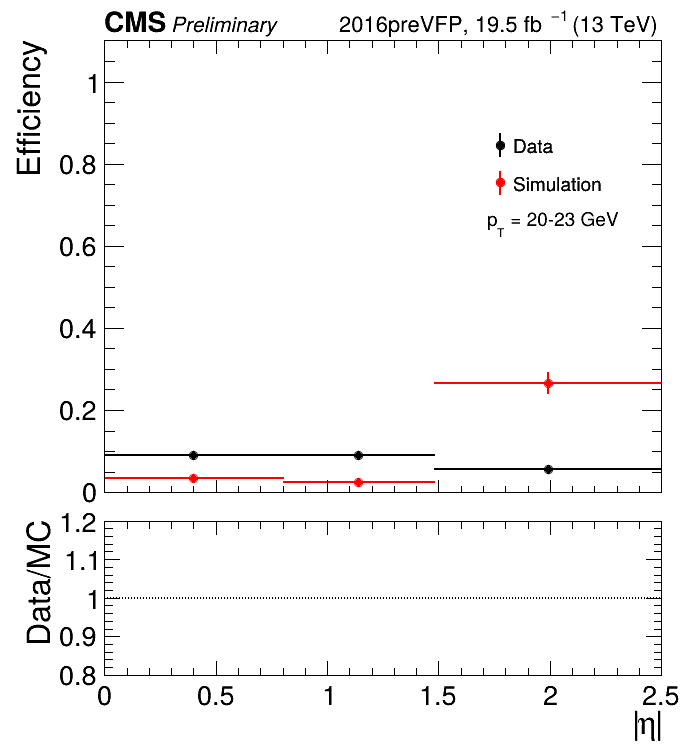 CMS Preliminary 2016preVFP, 19.5 fb⁻¹ (13 TeV)
Efficiency
1
0.8
0.6
0.4
0.2
0
Data
Simulation
p_T = 20-23 GeV
Data/MC
1.2
1.1
1
0.9
0.8
0 0.5 1 1.5 2 2.5
|η|